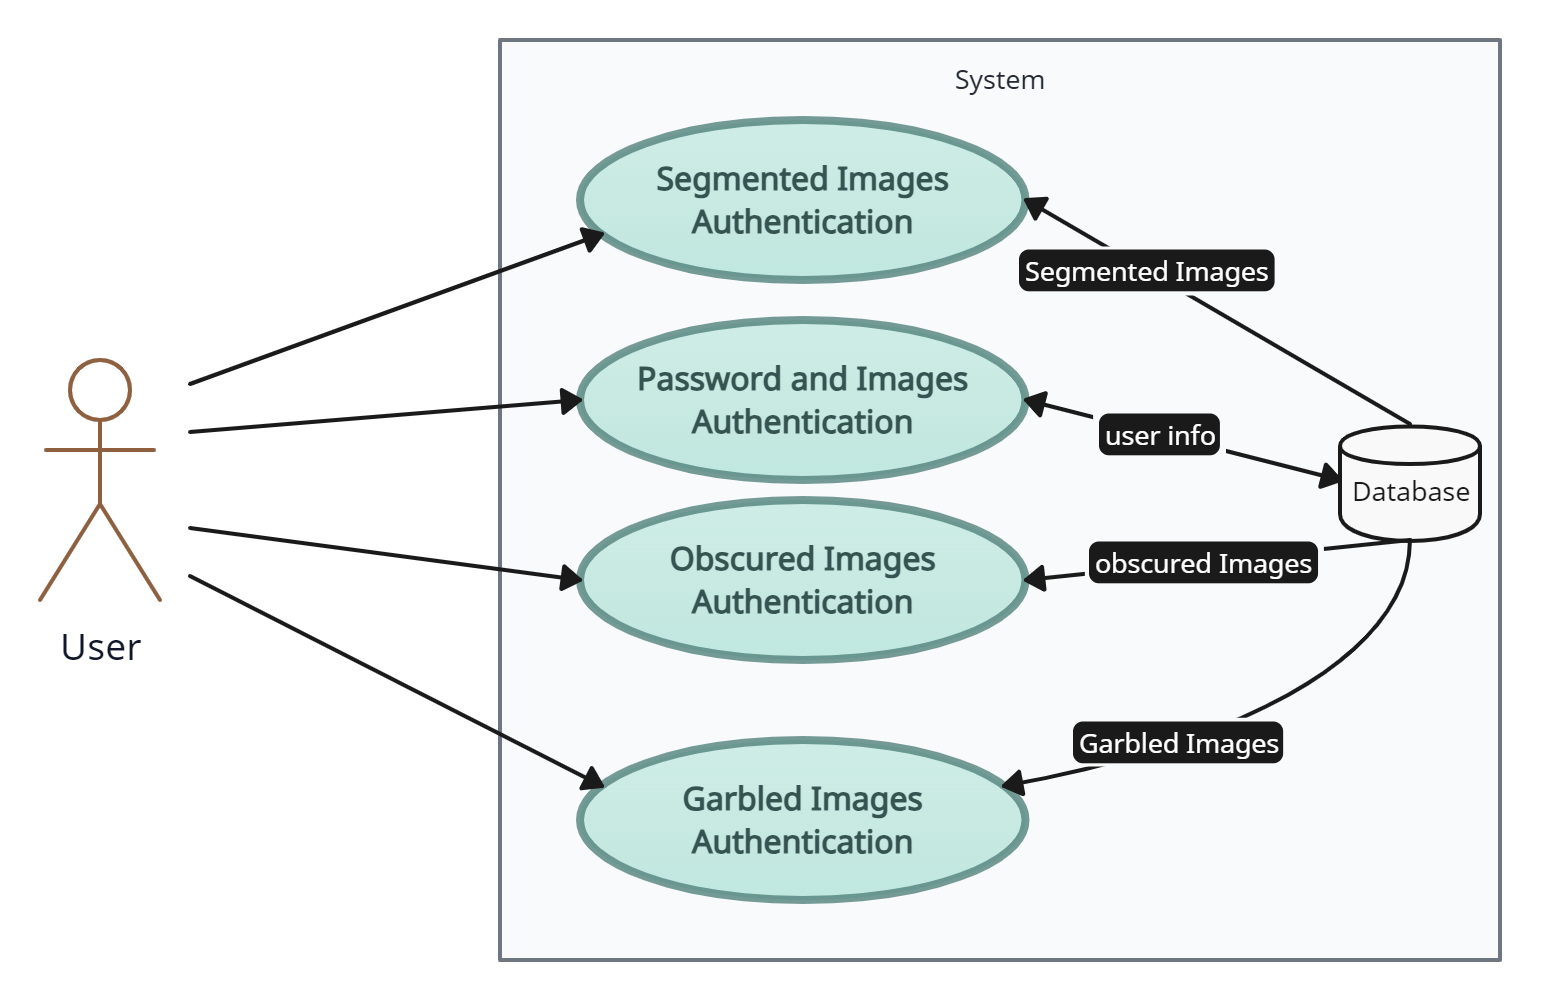 System
Segmented Images
Authentication
Segmented Images
Password and Images
Authentication
user info
Database
Obscured Images
Authentication
obscured Images
User
Garbled Images
Garbled Images
Authentication